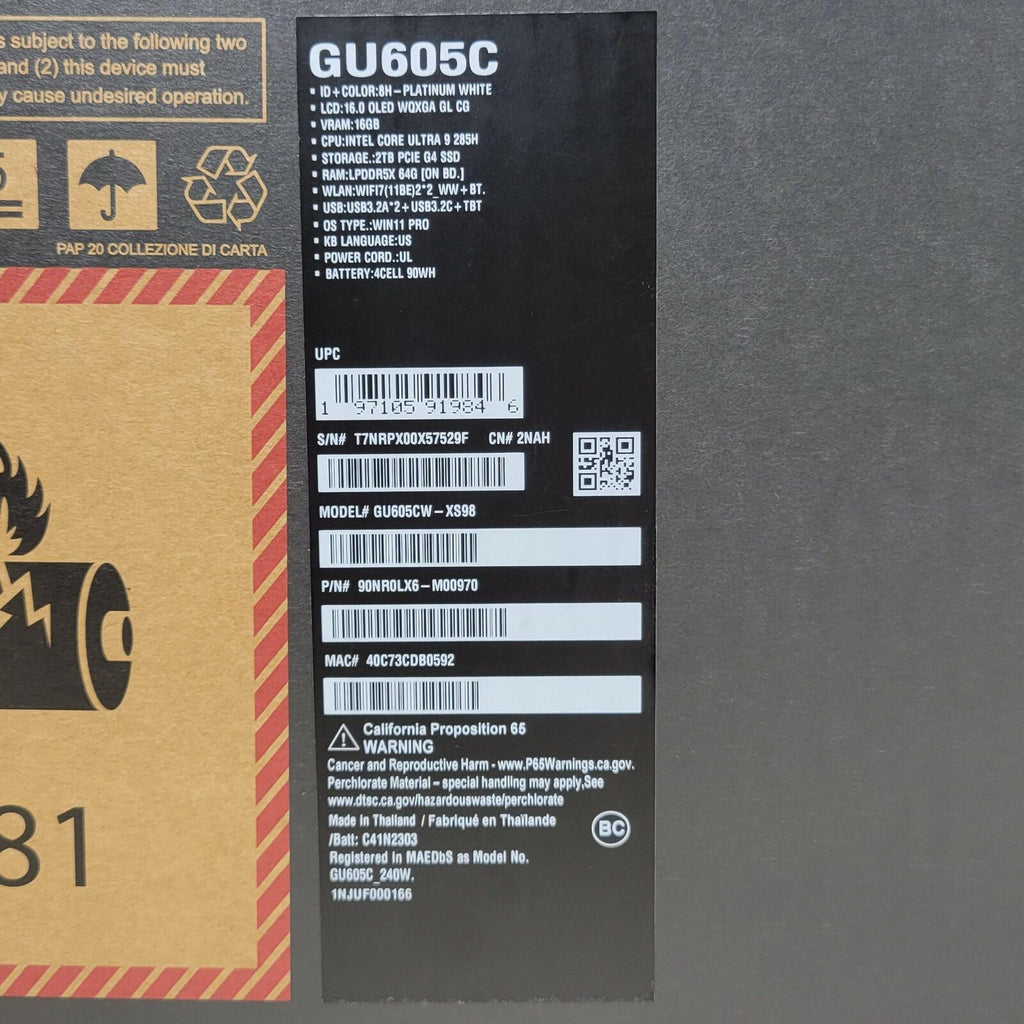 s subject to the following two
and (2) this device must
y cause undesired operation.
5
PAP 20 COLLEZIONE DI CARTA
81
GU605C
▪ ID+COLOR:8H-PLATINUM WHITE
▪ LCD:16.0 OLED WQXGA GL CG
▪ VRAM:16GB
▪ CPU:INTEL CORE ULTRA 9 285H
▪ STORAGE.:2TB PCIE G4 SSD
▪ RAM:LPDDR5X 64G [ON BD.]
▪ WLAN:WIFI7(11BE)2*2_WW+BT.
▪ USB:USB3.2A*2+USB3.2C+TBT
▪ OS TYPE.:WIN11 PRO
▪ KB LANGUAGE:US
▪ POWER CORD.:UL
▪ BATTERY:4CELL 90WH
UPC
1 97105 91984 6
S/N# T7NRPX00X57529F CN# 2NAH
MODEL# GU605CW-XS98
P/N# 90NR0LX6-M00970
MAC# 40C73CDB0592
California Proposition 65
WARNING
Cancer and Reproductive Harm - www.P65Warnings.ca.gov.
Perchlorate Material – special handling may apply,See
www.dtsc.ca.gov/hazardouswaste/perchlorate
Made in Thailand / Fabriqué en Thaïlande
/Batt: C41N2303
BC
Registered in MAEDbS as Model No.
GU605C_240W.
1NJUF000166